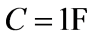 C = 1F